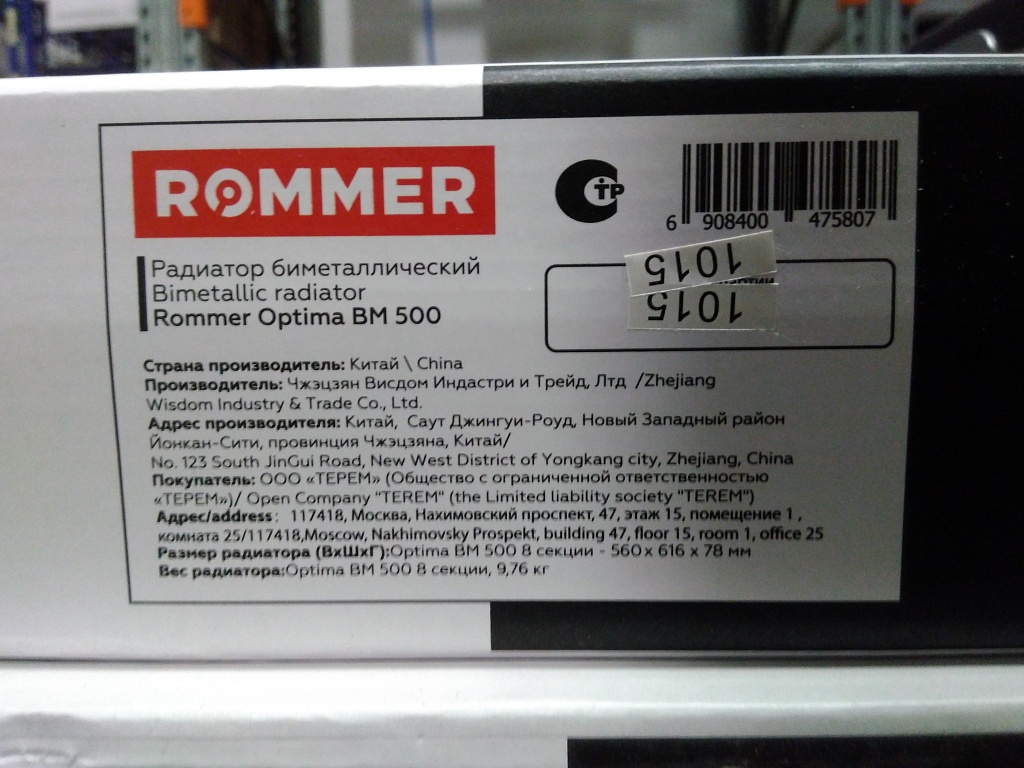 ROMMER
СТР
6 908400 475807
Радиатор биметаллический
Bimetallic radiator
Rommer Optima BM 500
1015
1015
Страна производитель: Китай \ China
Производитель: Чжэцзян Висдом Индастри и Трейд, Лтд /Zhejiang
Wisdom Industry & Trade Co., Ltd.
Адрес производителя: Китай, Саут Джингуи-Роуд, Новый Западный район
Йонкан-Сити, провинция Чжэцзяна, Китай/
No. 123 South JinGui Road, New West District of Yongkang city, Zhejiang, China
Покупатель: ООО «ТЕРЕМ» (Общество с ограниченной ответственностью
«ТЕРЕМ»)/ Open Company "TEREM" (the Limited liability society "TEREM")
Адрес/address: 117418, Москва, Нахимовский проспект, 47, этаж 15, помещение 1 ,
комната 25/117418,Moscow, Nakhimovsky Prospekt, building 47, floor 15, room 1, office 25
Размер радиатора (ВхШхГ):Optima BM 500 8 секции - 560 х 616 х 78 мм
Вес радиатора:Optima BM 500 8 секции, 9,76 кг